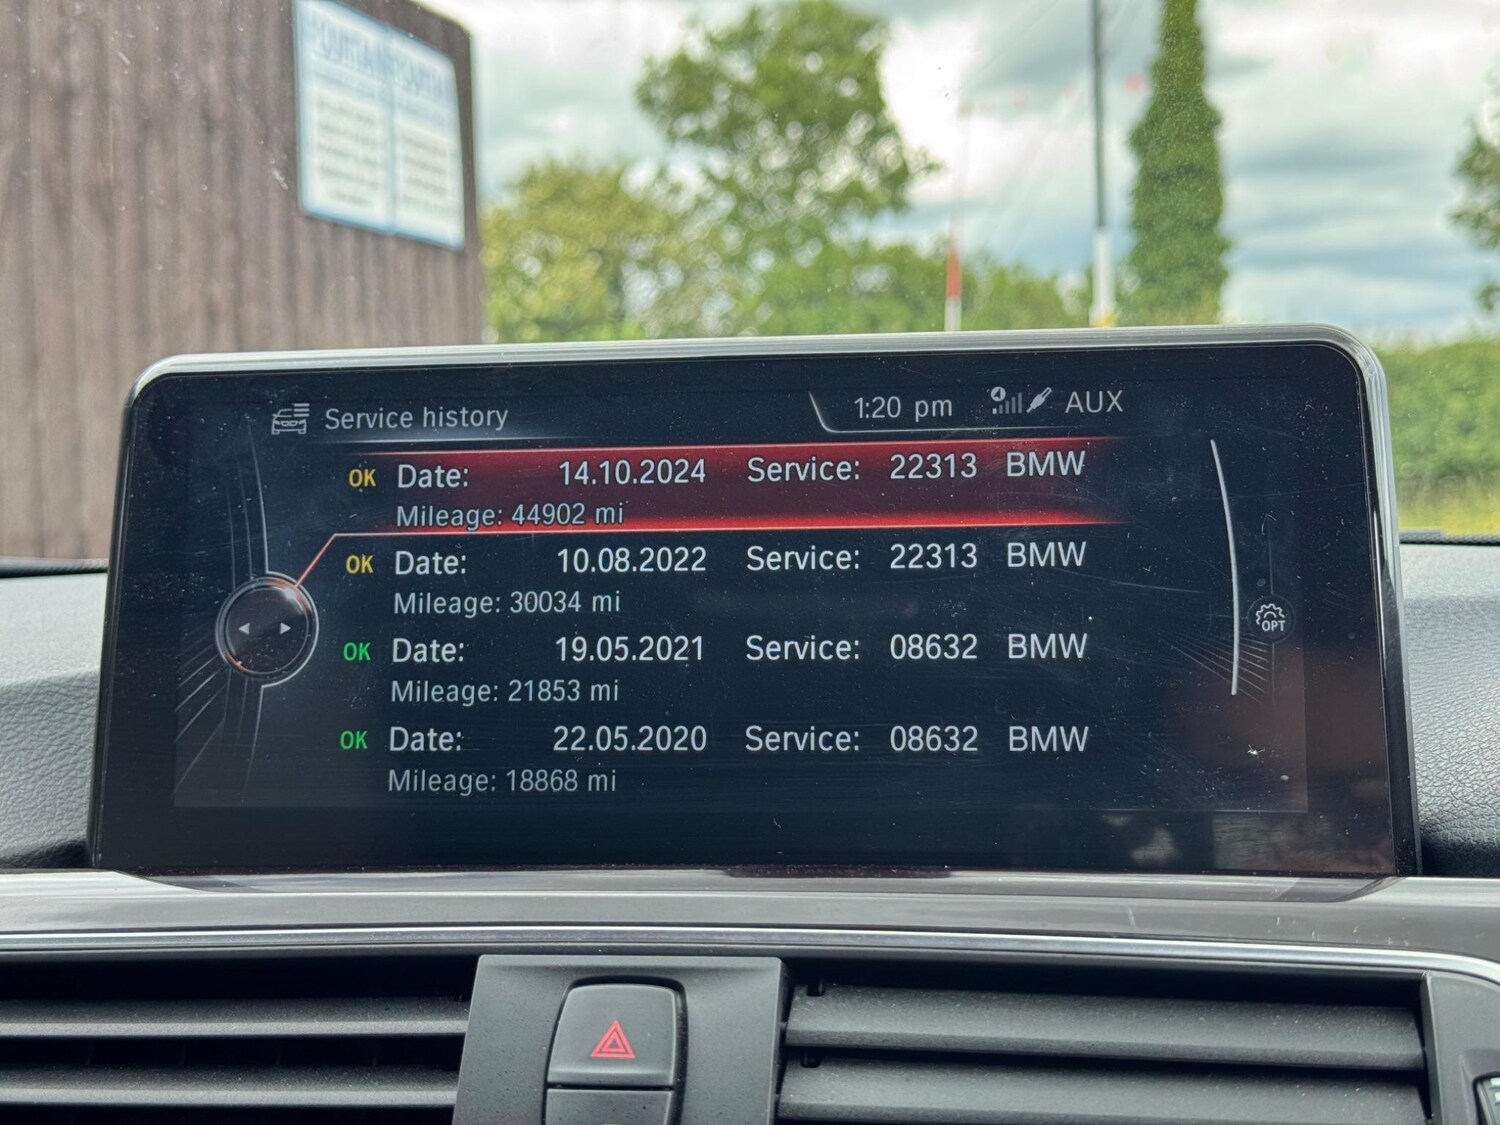 Service history 1:20 pm 4 AUX
OK Date: 14.10.2024 Service: 22313 BMW
Mileage: 44902 mi
OK Date: 10.08.2022 Service: 22313 BMW
Mileage: 30034 mi
OK Date: 19.05.2021 Service: 08632 BMW
Mileage: 21853 mi
OK Date: 22.05.2020 Service: 08632 BMW
Mileage: 18868 mi
OPT